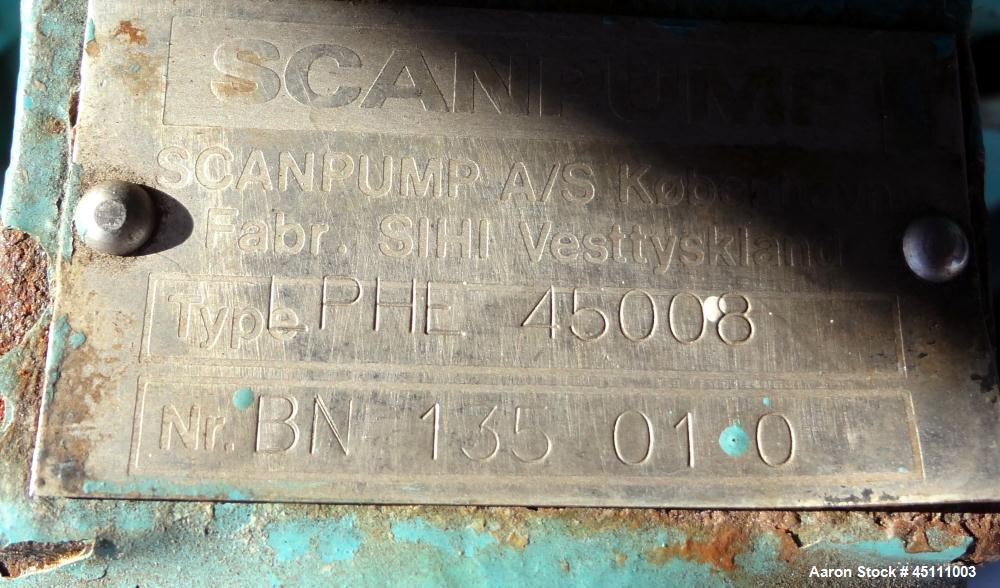 SCANPUMP
SCANPUMP A/S København
Fabr. SIHI Vesttyskland
Type LPHE 45008
Nr. BN 135 01 0
Aaron Stock # 45111003